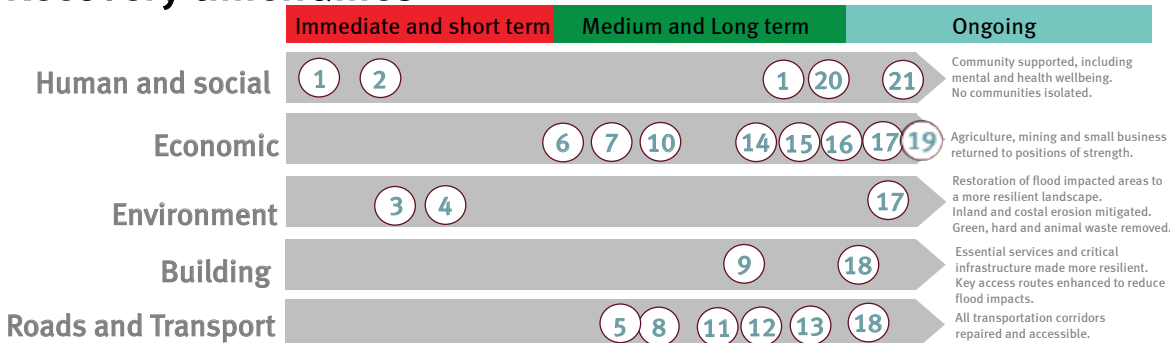 Recovery timeframes
Immediate and short term Medium and Long term Ongoing
Human and social 1 2 1 20 21
Community supported, including
mental and health wellbeing.
No communities isolated.
Economic 6 7 10 14 15 16 17 19
Agriculture, mining and small business
returned to positions of strength.
Environment 3 4 17
Restoration of flood impacted areas to
a more resilient landscape.
Inland and costal erosion mitigated.
Green, hard and animal waste removed.
Building 9 18
Essential services and critical
infrastructure made more resilient.
Key access routes enhanced to reduce
flood impacts.
Roads and Transport 5 8 11 12 13 18
All transportation corridors
repaired and accessible.